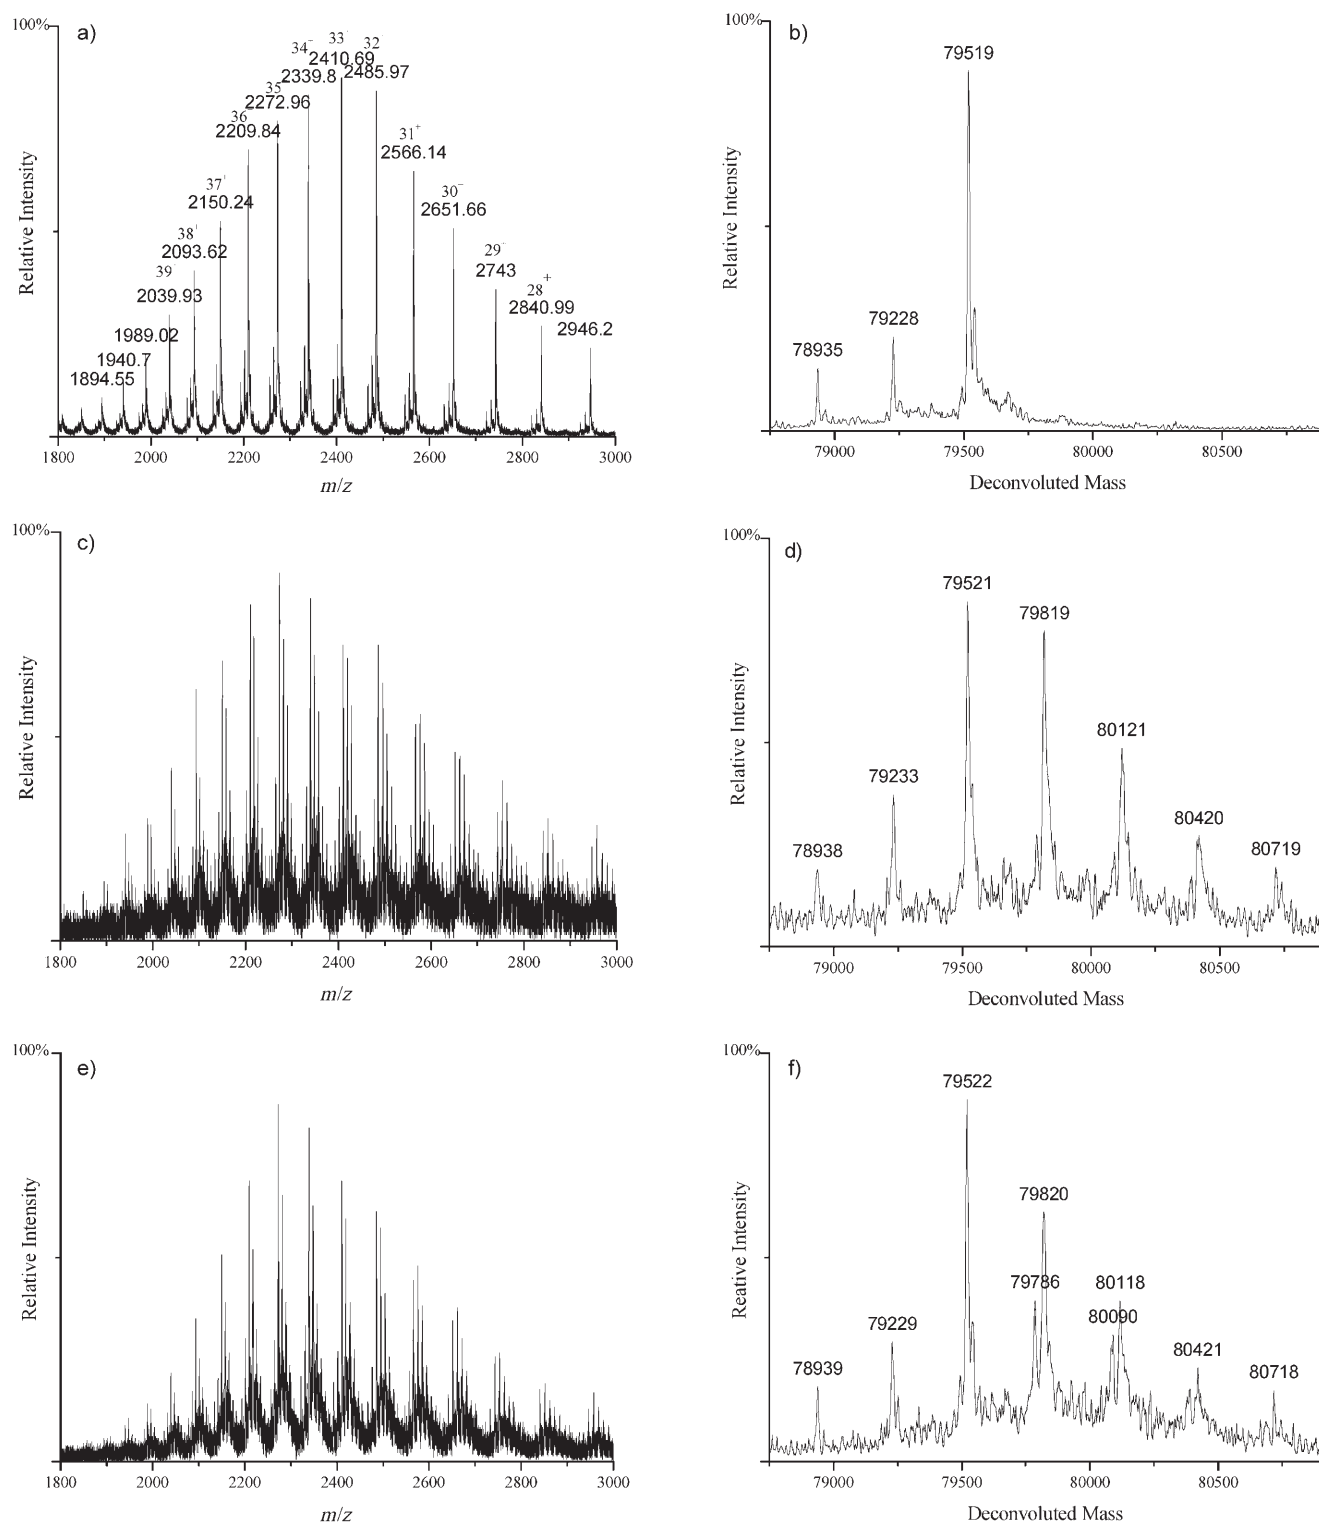 100%
a)
34⁻
33
32
2410.69
2485.97
2339.8
35
2272.96
36
2209.84
31⁺
2566.14
37⁺
2150.24
30⁻
2651.66
38⁺
2093.62
29⁻
2743
39
2039.93
28⁺
2840.99
1989.02
2946.2
1940.7
1894.55
Relative Intensity
1800 2000 2200 2400 2600 2800 3000
m/z
100%
b)
79519
79228
78935
Relative Intensity
79000 79500 80000 80500
Deconvoluted Mass
100%
c)
Relative Intensity
1800 2000 2200 2400 2600 2800 3000
m/z
100%
d)
79521
79819
80121
79233
80420
78938
80719
Relative Intensity
79000 79500 80000 80500
Deconvoluted Mass
100%
e)
Relative Intensity
1800 2000 2200 2400 2600 2800 3000
m/z
100%
f)
79522
79820
79786
80118
80090
79229
80421
78939
80718
Reative Intensity
79000 79500 80000 80500
Deconvoluted Mass